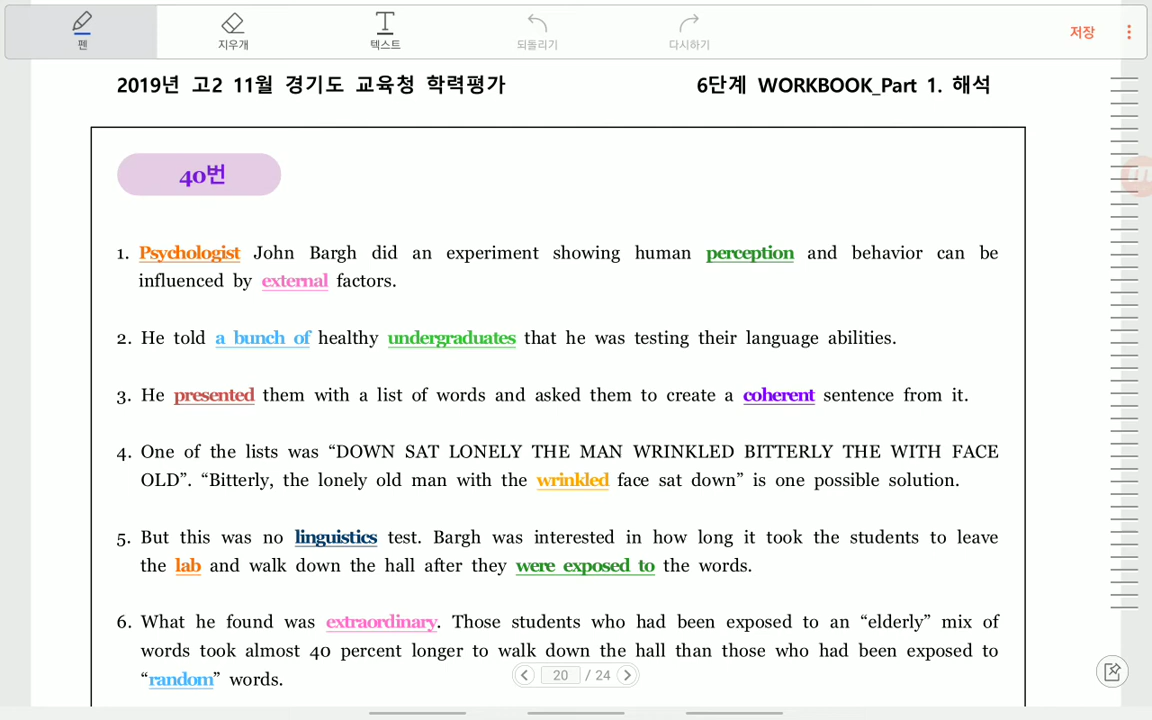 펜
지우개
텍스트
되돌리기
다시하기
저장
2019년 고2 11월 경기도 교육청 학력평가
6단계 WORKBOOK_Part 1. 해석
40번
1. Psychologist John Bargh did an experiment showing human perception and behavior can be
influenced by external factors.
2. He told a bunch of healthy undergraduates that he was testing their language abilities.
3. He presented them with a list of words and asked them to create a coherent sentence from it.
4. One of the lists was “DOWN SAT LONELY THE MAN WRINKLED BITTERLY THE WITH FACE
OLD”. “Bitterly, the lonely old man with the wrinkled face sat down” is one possible solution.
5. But this was no linguistics test. Bargh was interested in how long it took the students to leave
the lab and walk down the hall after they were exposed to the words.
6. What he found was extraordinary. Those students who had been exposed to an “elderly” mix of
words took almost 40 percent longer to walk down the hall than those who had been exposed to
“random” words.
20 / 24